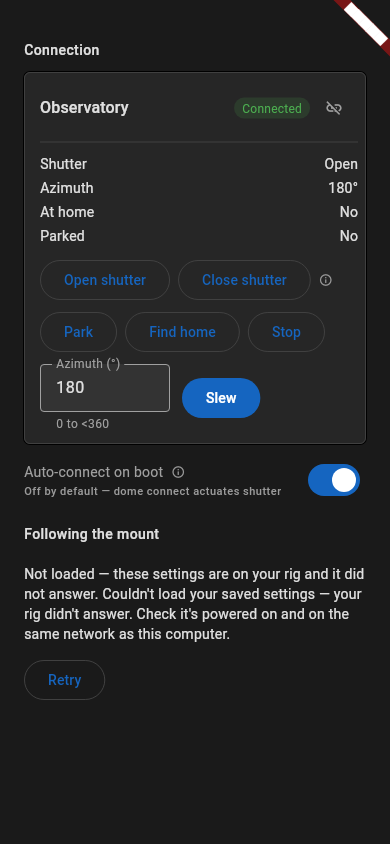 Connection
Observatory
Connected
Shutter Open
Azimuth 180°
At home No
Parked No
Open shutter Close shutter
Park Find home Stop
Azimuth (°)
180
Slew
0 to <360
Auto-connect on boot
Off by default — dome connect actuates shutter
Following the mount
Not loaded — these settings are on your rig and it did
not answer. Couldn't load your saved settings — your
rig didn't answer. Check it's powered on and on the
same network as this computer.
Retry